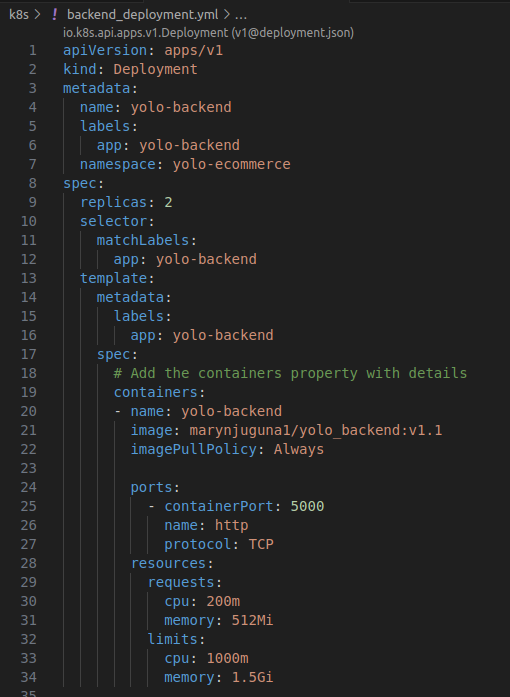 k8s > ! backend_deployment.yml > ...
io.k8s.api.apps.v1.Deployment (v1@deployment.json)
1 apiVersion: apps/v1
2 kind: Deployment
3 metadata:
4   name: yolo-backend
5   labels:
6     app: yolo-backend
7   namespace: yolo-ecommerce
8 spec:
9   replicas: 2
10   selector:
11     matchLabels:
12       app: yolo-backend
13   template:
14     metadata:
15       labels:
16         app: yolo-backend
17     spec:
18       # Add the containers property with details
19       containers:
20       - name: yolo-backend
21         image: marynjuguna1/yolo_backend:v1.1
22         imagePullPolicy: Always
23
24         ports:
25           - containerPort: 5000
26             name: http
27             protocol: TCP
28         resources:
29           requests:
30             cpu: 200m
31             memory: 512Mi
32           limits:
33             cpu: 1000m
34             memory: 1.5Gi
35